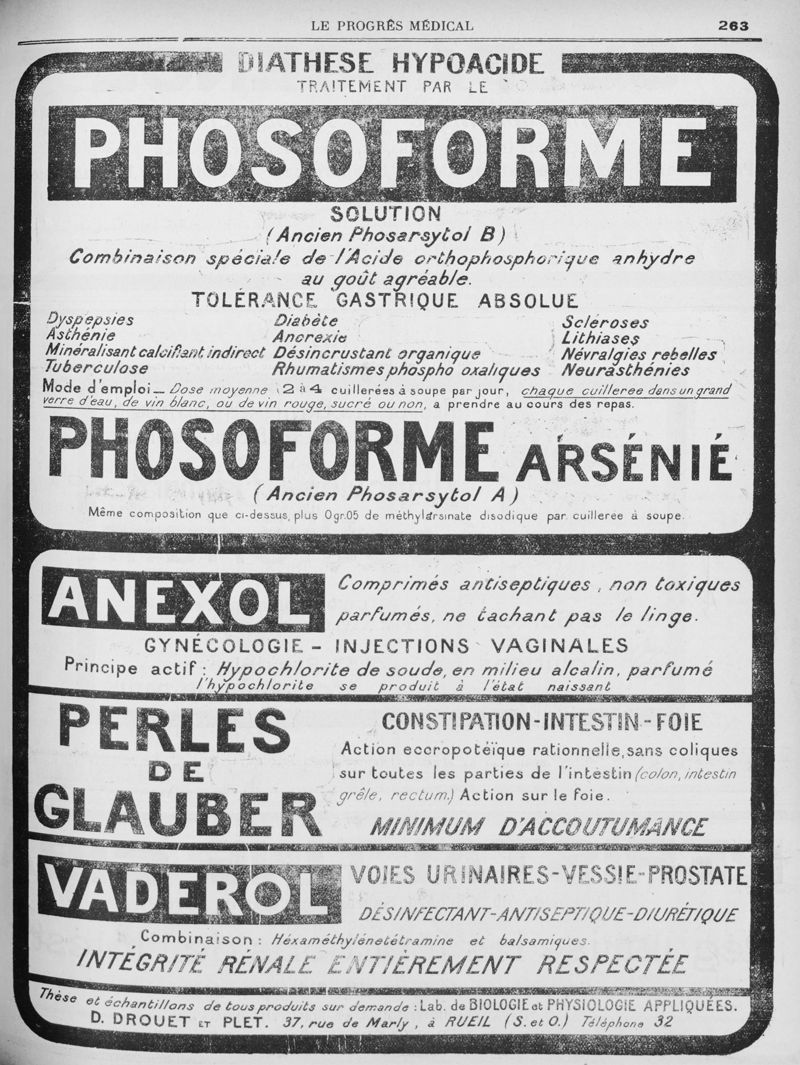 LE PROGRÊS MÉDICAL
263
DIATHESE HYPOACIDE
TRAITEMENT PAR LE
PHOSOFORME
SOLUTION
(Ancien Phosarsytol B)
Combinaison spéciale de l'Acide orthophosphorique anhydre
au goût agréable.
TOLÉRANCE GASTRIQUE ABSOLUE
Dyspepsies Diabète Scleroses
Asthénie Anorexie Lithiases
Minéralisant calcifiant indirect Désincrustant organique Névralgies rebelles
Tuberculose Rhumatismes phospho oxaliques Neurasthénies
Mode d'emploi _ Dose moyenne 2 à 4 cuillerées à soupe par jour, chaque cuilleree dans un grand
verre d'eau, de vin blanc, ou de vin rouge, sucré ou non, a prendre au cours des repas.
PHOSOFORME ARSÉNIÉ
(Ancien Phosarsytol A)
Même composition que ci-dessus, plus 0gr.05 de méthylarsinate disodique par cuilleree à soupe.
ANEXOL
Comprimés antiseptiques, non toxiques
parfumés, ne tachant pas le linge.
GYNÉCOLOGIE - INJECTIONS VAGINALES
Principe actif : Hypochlorite de soude, en milieu alcalin, parfumé
l'hypochlorite se produit à l'état naissant
PERLES
DE
GLAUBER
CONSTIPATION - INTESTIN - FOIE
Action eccropotéïque rationnelle, sans coliques
sur toutes les parties de l'intestin (colon, intestin
grêle, rectum.) Action sur le foie.
MINIMUM D'ACCOUTUMANCE
VADEROL
VOIES URINAIRES - VESSIE - PROSTATE
DÉSINFECTANT - ANTISEPTIQUE - DIURÉTIQUE
Combinaison : Héxaméthylénetétramine et balsamiques.
INTÉGRITÉ RÉNALE ENTIÈREMENT RESPECTÉE
Thèse et échantillons de tous produits sur demande : Lab. de BIOLOGIE et PHYSIOLOGIE APPLIQUÉES.
D. DROUET ET PLET. 37, rue de Marly, à RUEIL (S. et O.) Téléphone 32